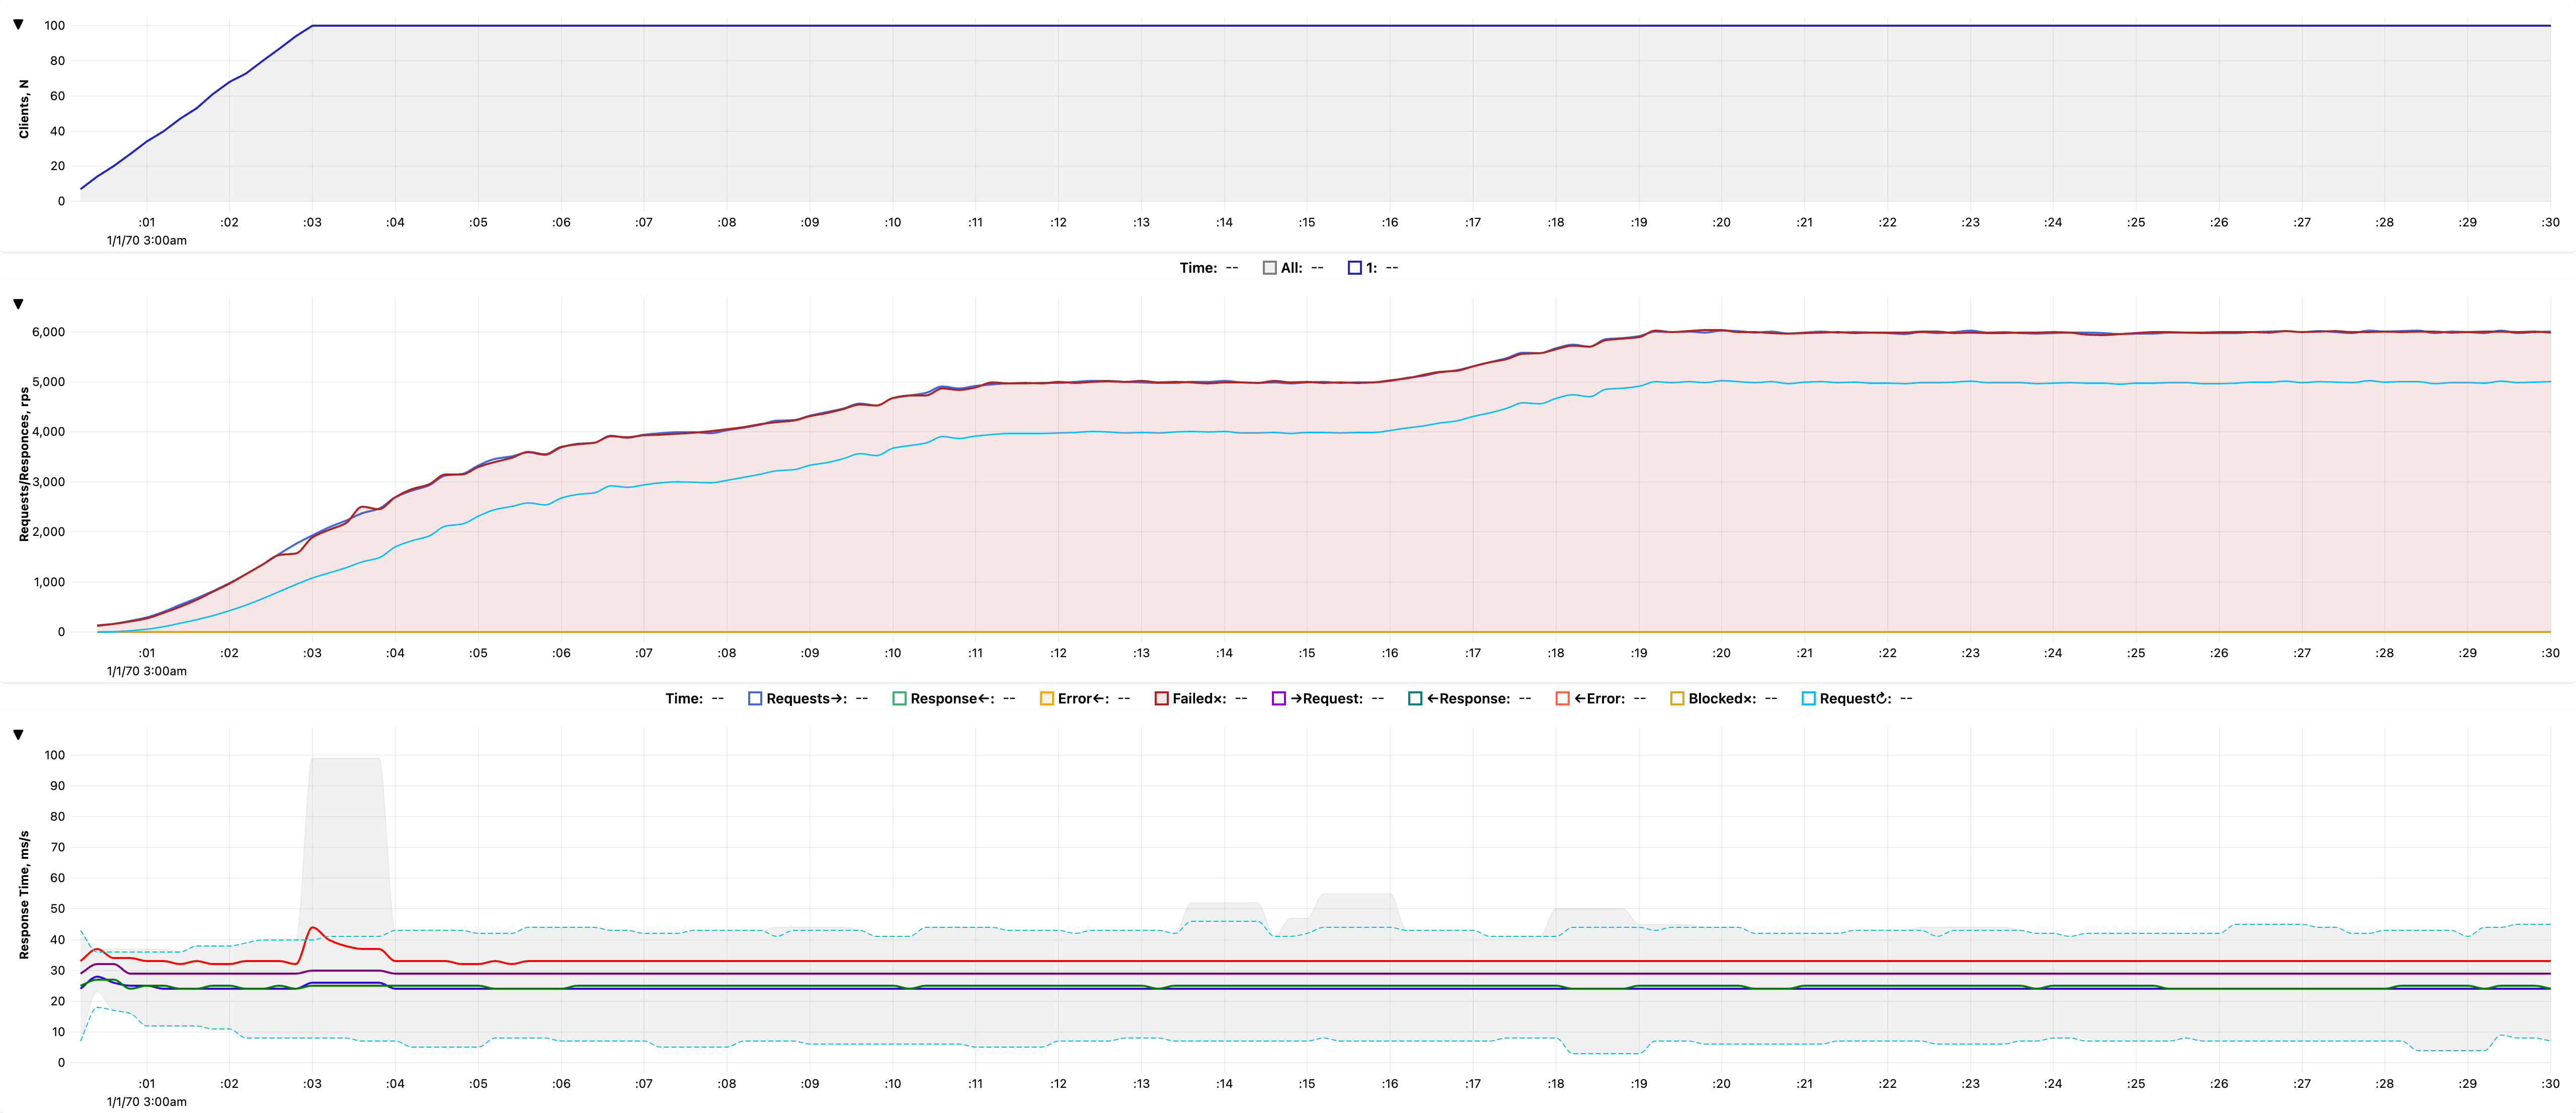 ▼
Clients, N
100
80
60
40
20
0
:01 :02 :03 :04 :05 :06 :07 :08 :09 :10 :11 :12 :13 :14 :15 :16 :17 :18 :19 :20 :21 :22 :23 :24 :25 :26 :27 :28 :29 :30
1/1/70 3:00am
Time: -- All: -- 1: --
▼
Requests/Responces, rps
6,000
5,000
4,000
3,000
2,000
1,000
0
:01 :02 :03 :04 :05 :06 :07 :08 :09 :10 :11 :12 :13 :14 :15 :16 :17 :18 :19 :20 :21 :22 :23 :24 :25 :26 :27 :28 :29 :30
1/1/70 3:00am
Time: -- Requests→: -- Response←: -- Error←: -- Failed×: -- →Request: -- ←Response: -- ←Error: -- Blocked×: -- Request↻: --
▼
Response Time, ms/s
100
90
80
70
60
50
40
30
20
10
0
:01 :02 :03 :04 :05 :06 :07 :08 :09 :10 :11 :12 :13 :14 :15 :16 :17 :18 :19 :20 :21 :22 :23 :24 :25 :26 :27 :28 :29 :30
1/1/70 3:00am